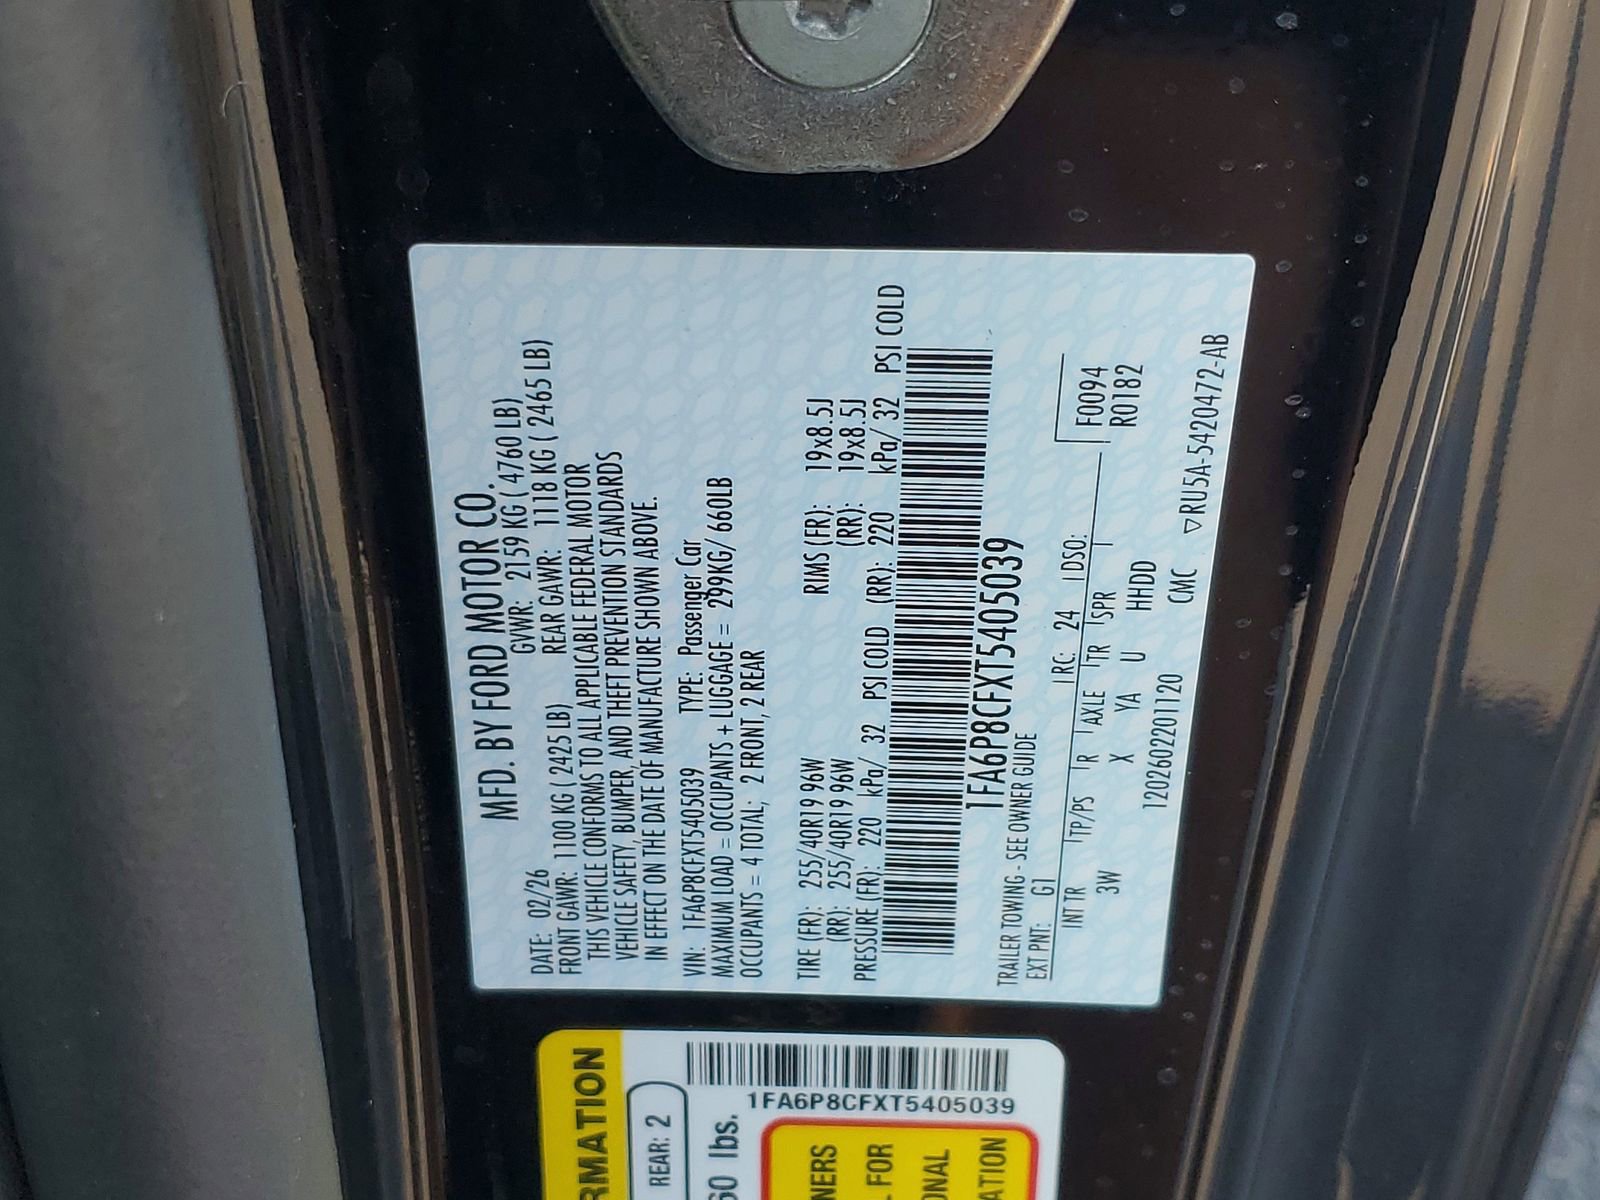 MFD. BY FORD MOTOR CO.
DATE: 02/26 GVWR: 2159 KG ( 4760 LB)
FRONT GAWR: 1100 KG ( 2425 LB) REAR GAWR: 1118 KG ( 2465 LB)
THIS VEHICLE CONFORMS TO ALL APPLICABLE FEDERAL MOTOR
VEHICLE SAFETY, BUMPER, AND THEFT PREVENTION STANDARDS
IN EFFECT ON THE DATE OF MANUFACTURE SHOWN ABOVE.
VIN: 1FA6P8CFXT5405039 TYPE: Passenger Car
MAXIMUM LOAD = OCCUPANTS + LUGGAGE = 299KG/ 660LB
OCCUPANTS = 4 TOTAL; 2 FRONT, 2 REAR
TIRE (FR): 255/40R19 96W RIMS (FR): 19x8.5J
(RR): 255/40R19 96W (RR): 19x8.5J
PRESSURE (FR): 220 kPa/ 32 PSI COLD (RR): 220 kPa/ 32 PSI COLD
1FA6P8CFXT5405039
TRAILER TOWING - SEE OWNER GUIDE
EXT PNT: G1 RC: 24 DSO: F0094
INT TR TP/PS R AXLE TR SPR R0182
3W X YA U HHDD
12026022011​20 CMC ▽RU5A-5420472-AB
RMATION
REAR: 2
60 lbs.
1FA6P8CFXT5405039
NERS
L FOR
ONAL
ATION